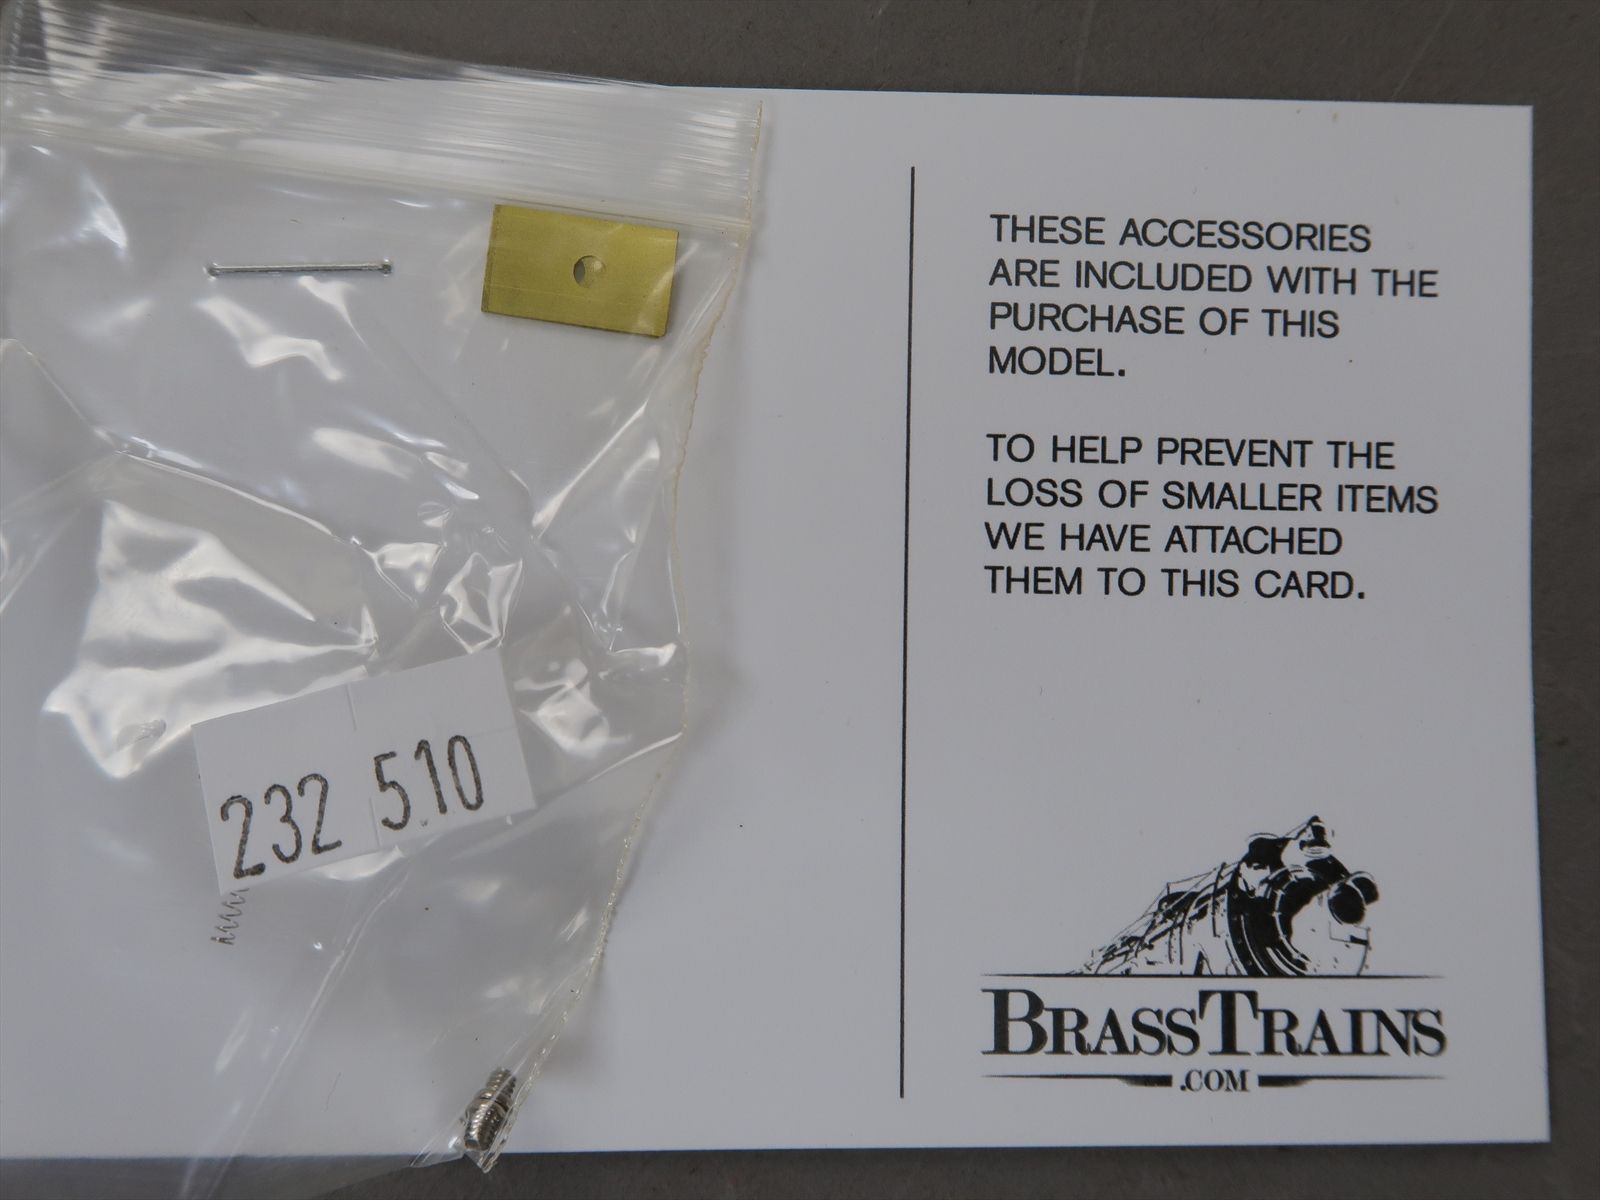 THESE ACCESSORIES
ARE INCLUDED WITH THE
PURCHASE OF THIS
MODEL.
TO HELP PREVENT THE
LOSS OF SMALLER ITEMS
WE HAVE ATTACHED
THEM TO THIS CARD.
232 510
BRASSTRAINS
.COM